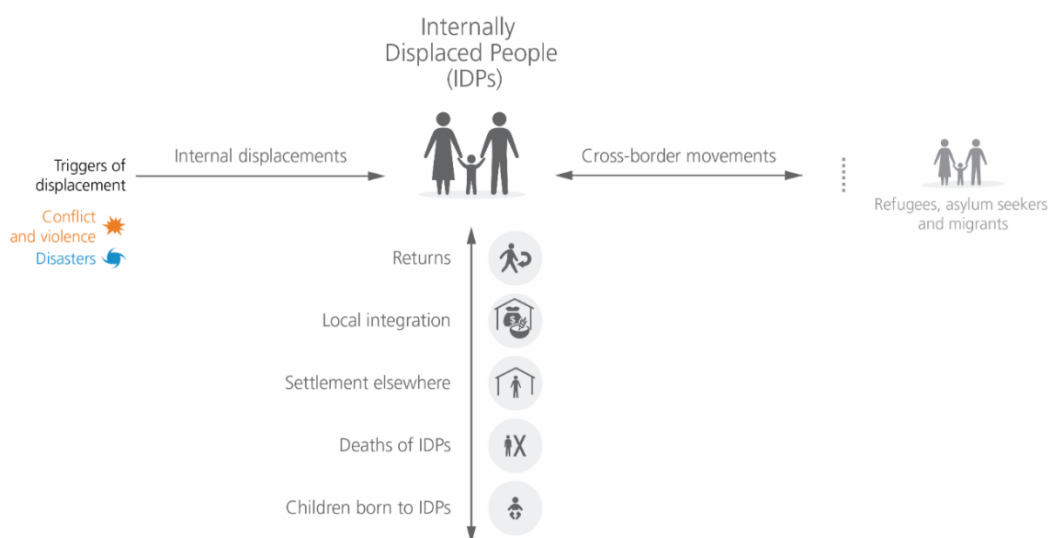 Internally
Displaced People
(IDPs)
Triggers of
displacement
Internal displacements
Cross-border movements
Conflict
and violence
Disasters
Refugees, asylum seekers
and migrants
Returns
Local integration
$
Settlement elsewhere
Deaths of IDPs
Children born to IDPs